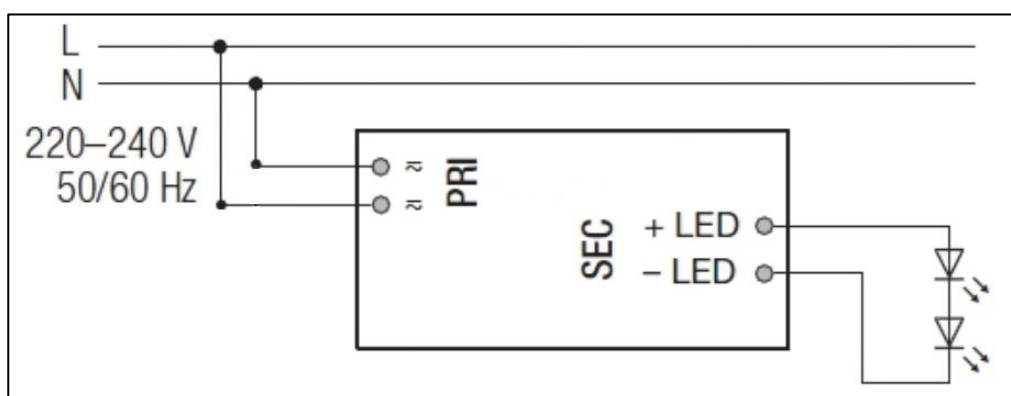 L
N
220–240 V
50/60 Hz
≂
≂
PRI
SEC
+ LED
– LED